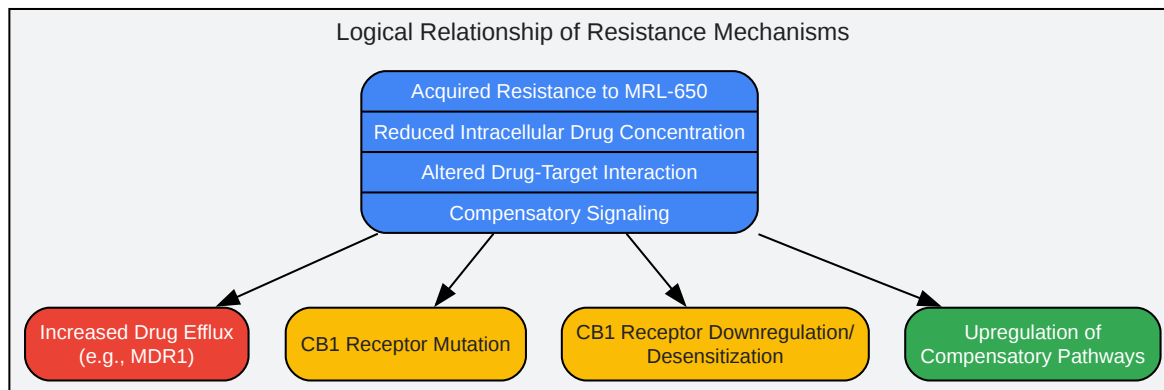 Logical Relationship of Resistance Mechanisms
Acquired Resistance to MRL-650
Reduced Intracellular Drug Concentration
Altered Drug-Target Interaction
Compensatory Signaling
Increased Drug Efflux
(e.g., MDR1)
CB1 Receptor Mutation
CB1 Receptor Downregulation/
Desensitization
Upregulation of
Compensatory Pathways